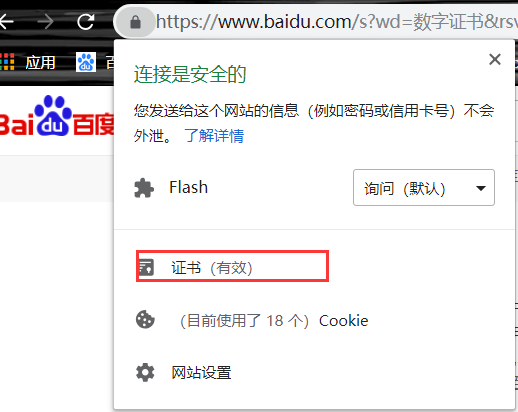 https://www.baidu.com/s?wd=数字证书&rsv
应用
Bai du 百度
连接是安全的
您发送给这个网站的信息（例如密码或信用卡号）不会
外泄。 了解详情
Flash 询问（默认）
证书（有效）
（目前使用了 18 个）Cookie
网站设置